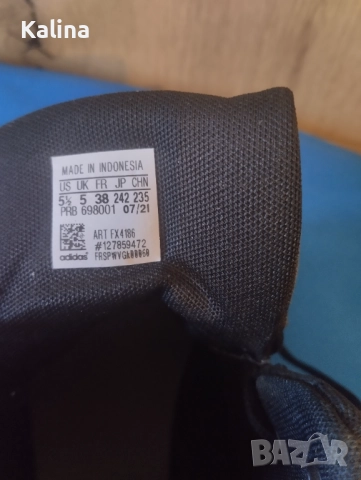 Kalina
MADE IN INDONESIA
US UK FR JP CHN
5½ 5 38 242 235
PRB 698001 07/21
ART FX4186
#127859472
adidas
BAZAR